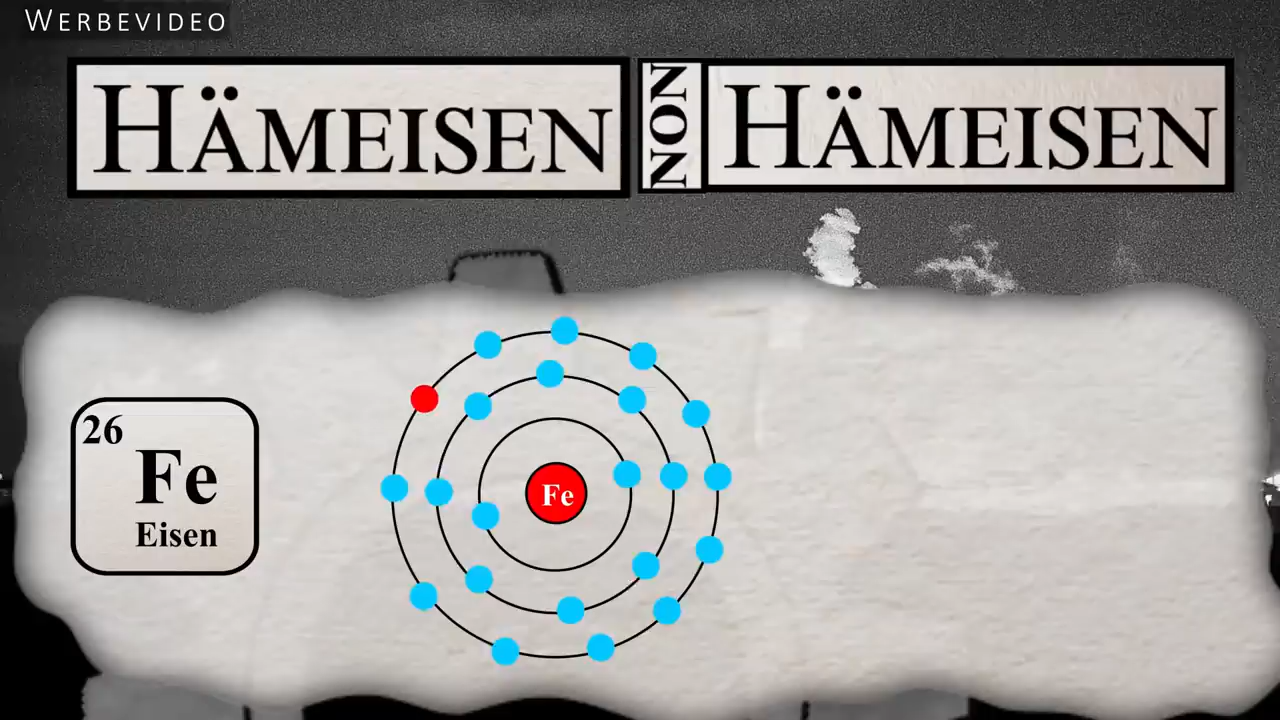 WERBEVIDEO
HÄMEISEN
NON HÄMEISEN
26
Fe
Eisen
Fe